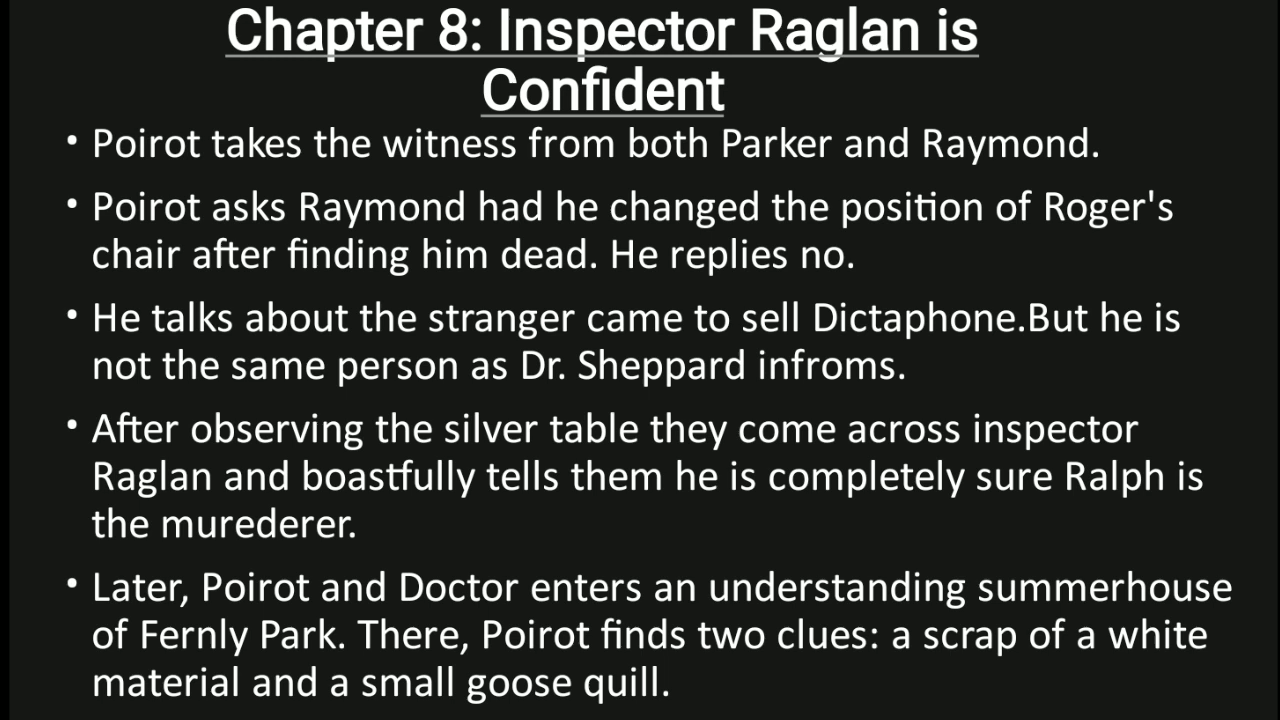 Chapter 8: Inspector Raglan is
Confident
• Poirot takes the witness from both Parker and Raymond.
• Poirot asks Raymond had he changed the position of Roger's
chair after finding him dead. He replies no.
• He talks about the stranger came to sell Dictaphone.But he is
not the same person as Dr. Sheppard infroms.
• After observing the silver table they come across inspector
Raglan and boastfully tells them he is completely sure Ralph is
the murederer.
• Later, Poirot and Doctor enters an understanding summerhouse
of Fernly Park. There, Poirot finds two clues: a scrap of a white
material and a small goose quill.